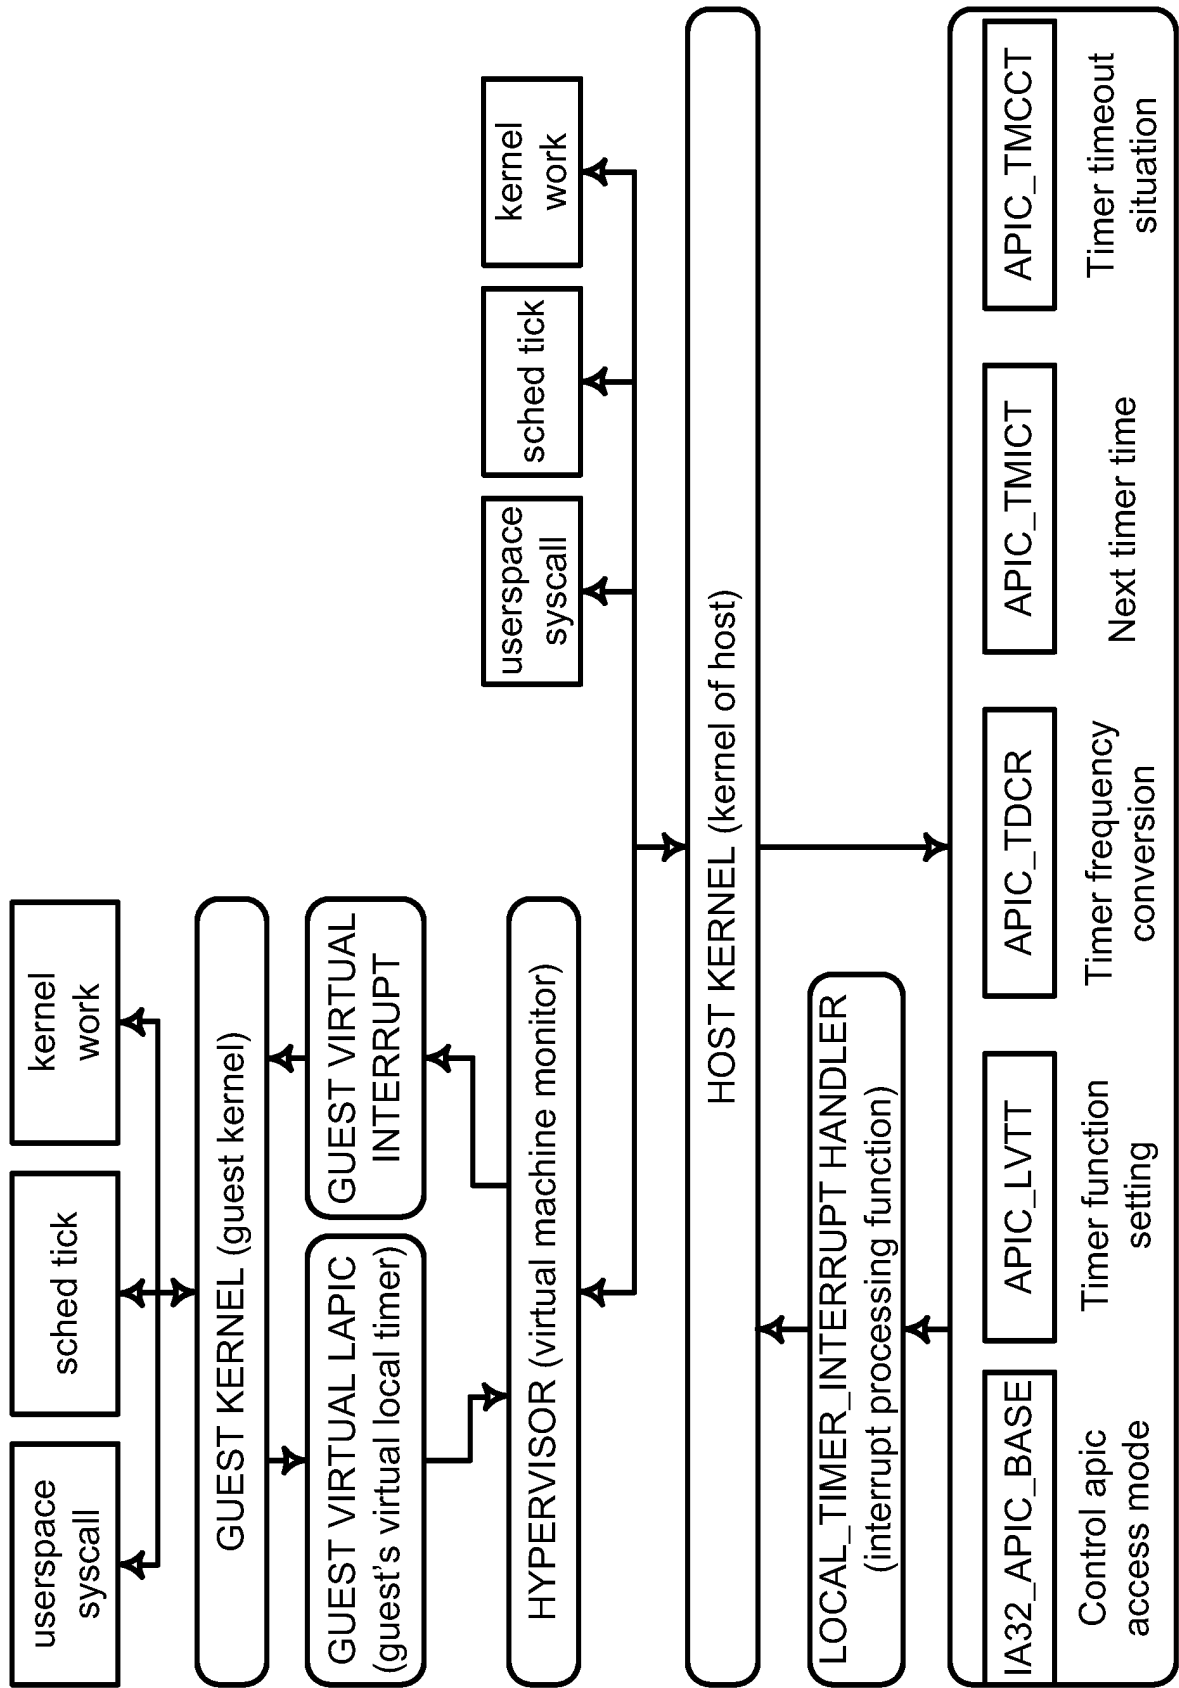 userspace
syscall
sched tick
kernel
work
GUEST KERNEL (guest kernel)
GUEST VIRTUAL LAPIC
(guest's virtual local timer)
GUEST VIRTUAL
INTERRUPT
HYPERVISOR (virtual machine monitor)
userspace
syscall
sched tick
kernel
work
HOST KERNEL (kernel of host)
LOCAL_TIMER_INTERRUPT HANDLER
(interrupt processing function)
IA32_APIC_BASE
Control apic
access mode
APIC_LVTT
Timer function
setting
APIC_TDCR
Timer frequency
conversion
APIC_TMICT
Next timer time
APIC_TMCCT
Timer timeout
situation